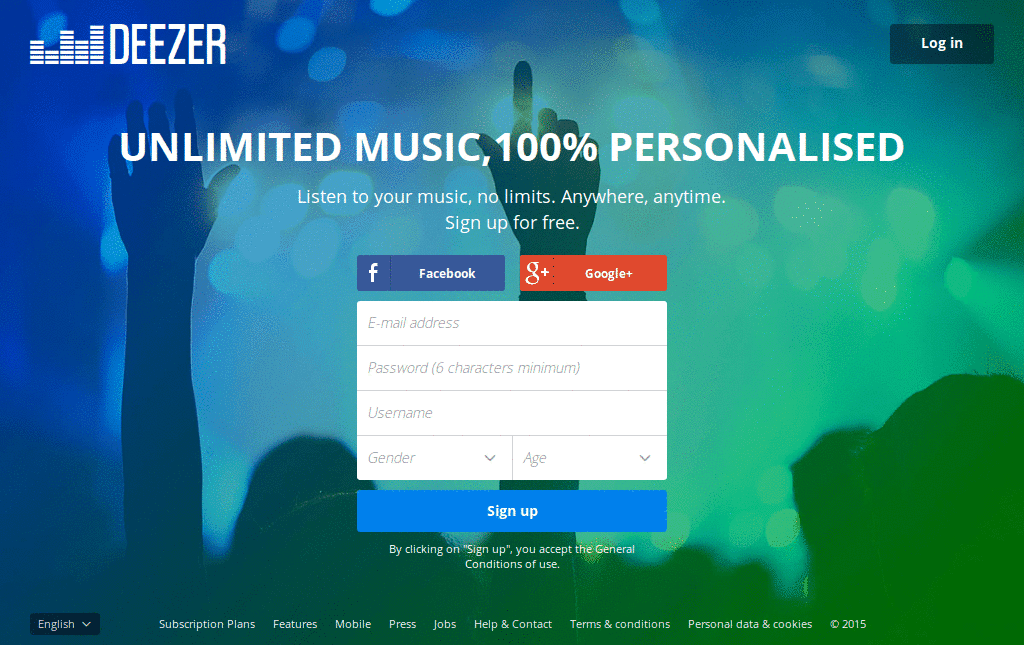 DEEZER
Log in
UNLIMITED MUSIC,100% PERSONALISED
Listen to your music, no limits. Anywhere, anytime.
Sign up for free.
f Facebook
g+ Google+
E-mail address
Password (6 characters minimum)
Username
Gender Age
Sign up
By clicking on "Sign up", you accept the General
Conditions of use.
English Subscription Plans Features Mobile Press Jobs Help & Contact Terms & conditions Personal data & cookies © 2015